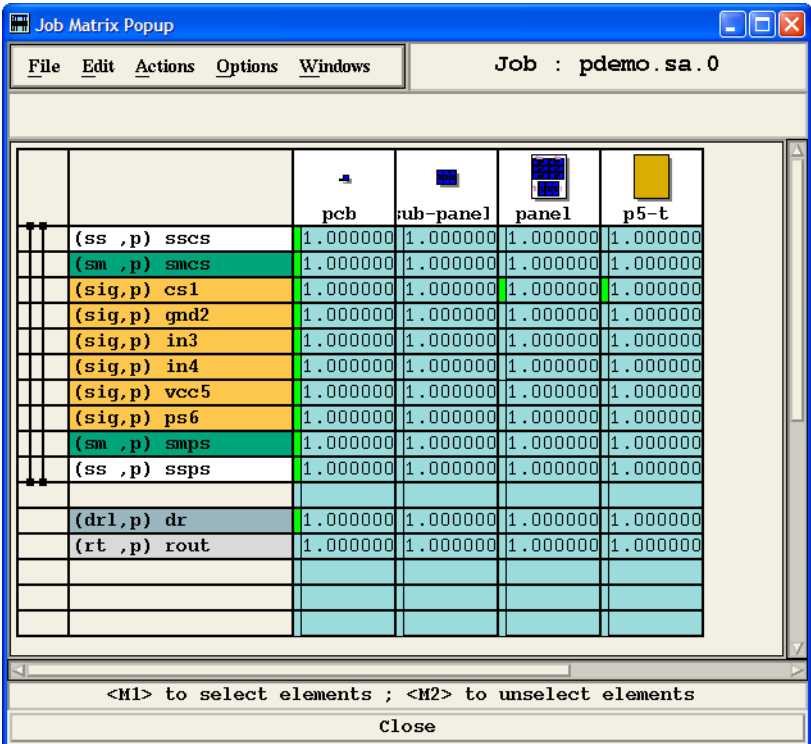 Job Matrix Popup
File Edit Actions Options Windows Job : pdemo.sa.0
pcb sub-panel panel p5-t
(ss ,p) sscs 1.000000 1.000000 1.000000 1.000000
(sm ,p) smcs 1.000000 1.000000 1.000000 1.000000
(sig,p) cs1 1.000000 1.000000 1.000000 1.000000
(sig,p) gnd2 1.000000 1.000000 1.000000 1.000000
(sig,p) in3 1.000000 1.000000 1.000000 1.000000
(sig,p) in4 1.000000 1.000000 1.000000 1.000000
(sig,p) vcc5 1.000000 1.000000 1.000000 1.000000
(sig,p) ps6 1.000000 1.000000 1.000000 1.000000
(sm ,p) smps 1.000000 1.000000 1.000000 1.000000
(ss ,p) ssps 1.000000 1.000000 1.000000 1.000000
(drl,p) dr 1.000000 1.000000 1.000000 1.000000
(rt ,p) rout 1.000000 1.000000 1.000000 1.000000
<M1> to select elements ; <M2> to unselect elements
Close